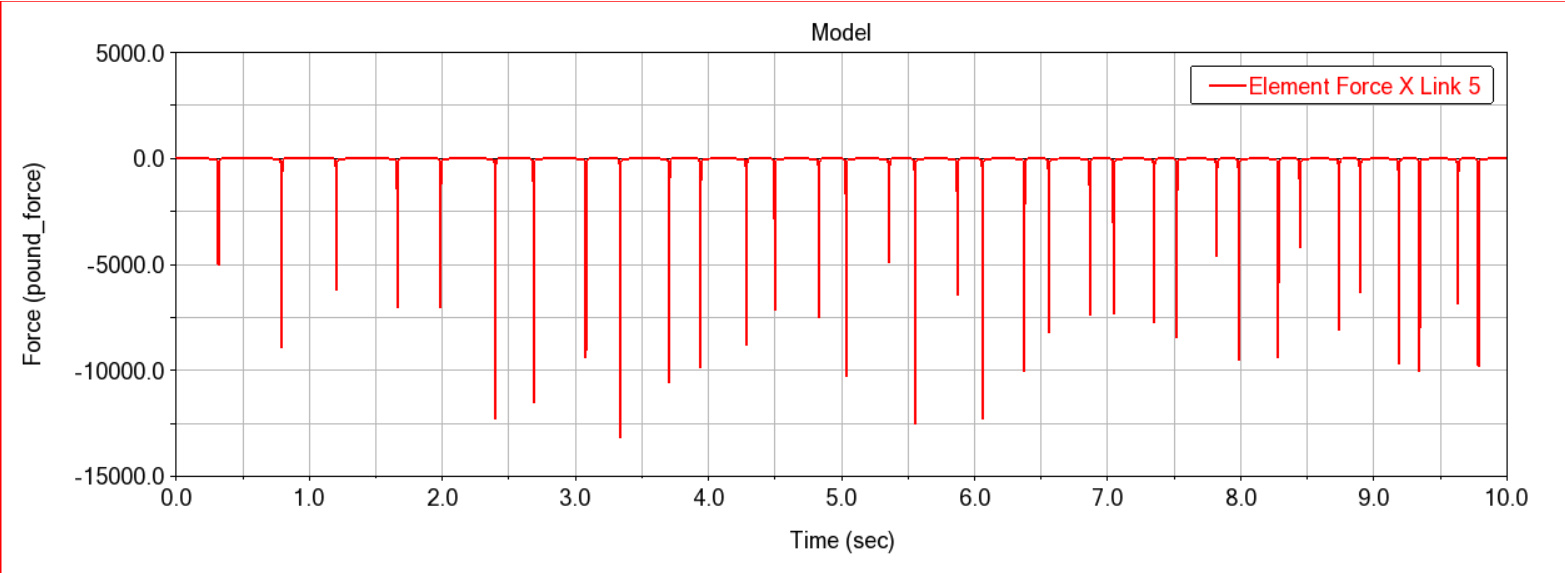 Model
Element Force X Link 5
Force (pound_force)
5000.0
0.0
-5000.0
-10000.0
-15000.0
0.0 1.0 2.0 3.0 4.0 5.0 6.0 7.0 8.0 9.0 10.0
Time (sec)